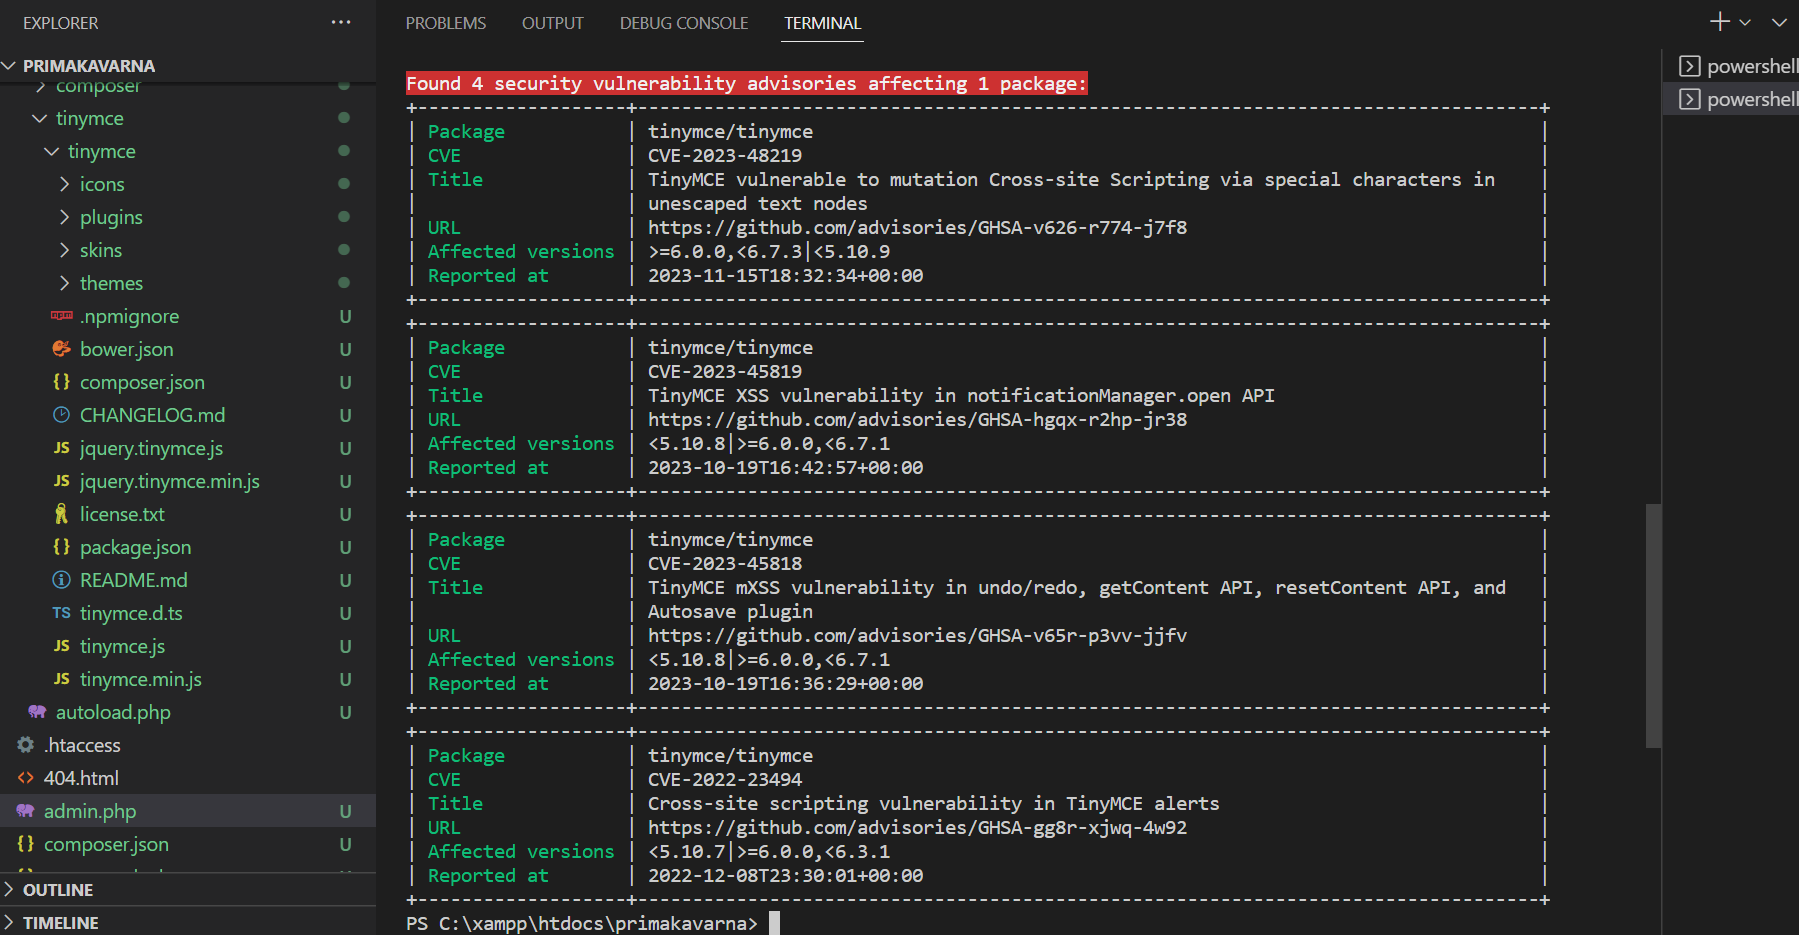 EXPLORER
PRIMAKAVARNA
composer
tinymce
tinymce
icons
plugins
skins
themes
.npmignore U
bower.json U
composer.json U
CHANGELOG.md U
JS jquery.tinymce.js U
JS jquery.tinymce.min.js U
license.txt U
package.json U
README.md U
TS tinymce.d.ts U
JS tinymce.js U
JS tinymce.min.js U
autoload.php U
.htaccess
404.html
admin.php U
composer.json U
OUTLINE
TIMELINE
PROBLEMS OUTPUT DEBUG CONSOLE TERMINAL
Found 4 security vulnerability advisories affecting 1 package:
+-------------------+----------------------------------------------------------------------------------+
| Package | tinymce/tinymce |
| CVE | CVE-2023-48219 |
| Title | TinyMCE vulnerable to mutation Cross-site Scripting via special characters in |
| | unescaped text nodes |
| URL | https://github.com/advisories/GHSA-v626-r774-j7f8 |
| Affected versions | >=6.0.0,<6.7.3|<5.10.9 |
| Reported at | 2023-11-15T18:32:34+00:00 |
+-------------------+----------------------------------------------------------------------------------+
+-------------------+----------------------------------------------------------------------------------+
| Package | tinymce/tinymce |
| CVE | CVE-2023-45819 |
| Title | TinyMCE XSS vulnerability in notificationManager.open API |
| URL | https://github.com/advisories/GHSA-hgqx-r2hp-jr38 |
| Affected versions | <5.10.8|>=6.0.0,<6.7.1 |
| Reported at | 2023-10-19T16:42:57+00:00 |
+-------------------+----------------------------------------------------------------------------------+
+-------------------+----------------------------------------------------------------------------------+
| Package | tinymce/tinymce |
| CVE | CVE-2023-45818 |
| Title | TinyMCE mXSS vulnerability in undo/redo, getContent API, resetContent API, and |
| | Autosave plugin |
| URL | https://github.com/advisories/GHSA-v65r-p3vv-jjfv |
| Affected versions | <5.10.8|>=6.0.0,<6.7.1 |
| Reported at | 2023-10-19T16:36:29+00:00 |
+-------------------+----------------------------------------------------------------------------------+
+-------------------+----------------------------------------------------------------------------------+
| Package | tinymce/tinymce |
| CVE | CVE-2022-23494 |
| Title | Cross-site scripting vulnerability in TinyMCE alerts |
| URL | https://github.com/advisories/GHSA-gg8r-xjwq-4w92 |
| Affected versions | <5.10.7|>=6.0.0,<6.3.1 |
| Reported at | 2022-12-08T23:30:01+00:00 |
+-------------------+----------------------------------------------------------------------------------+
PS C:\xampp\htdocs\primakavarna>
powershell
powershell